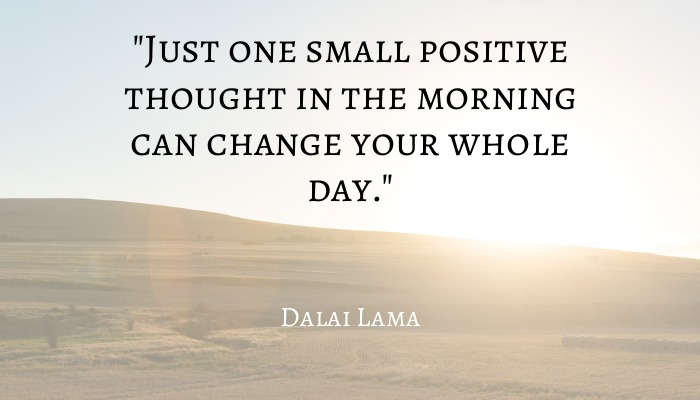 "Just one small positive
thought in the morning
can change your whole
day."
Dalai Lama